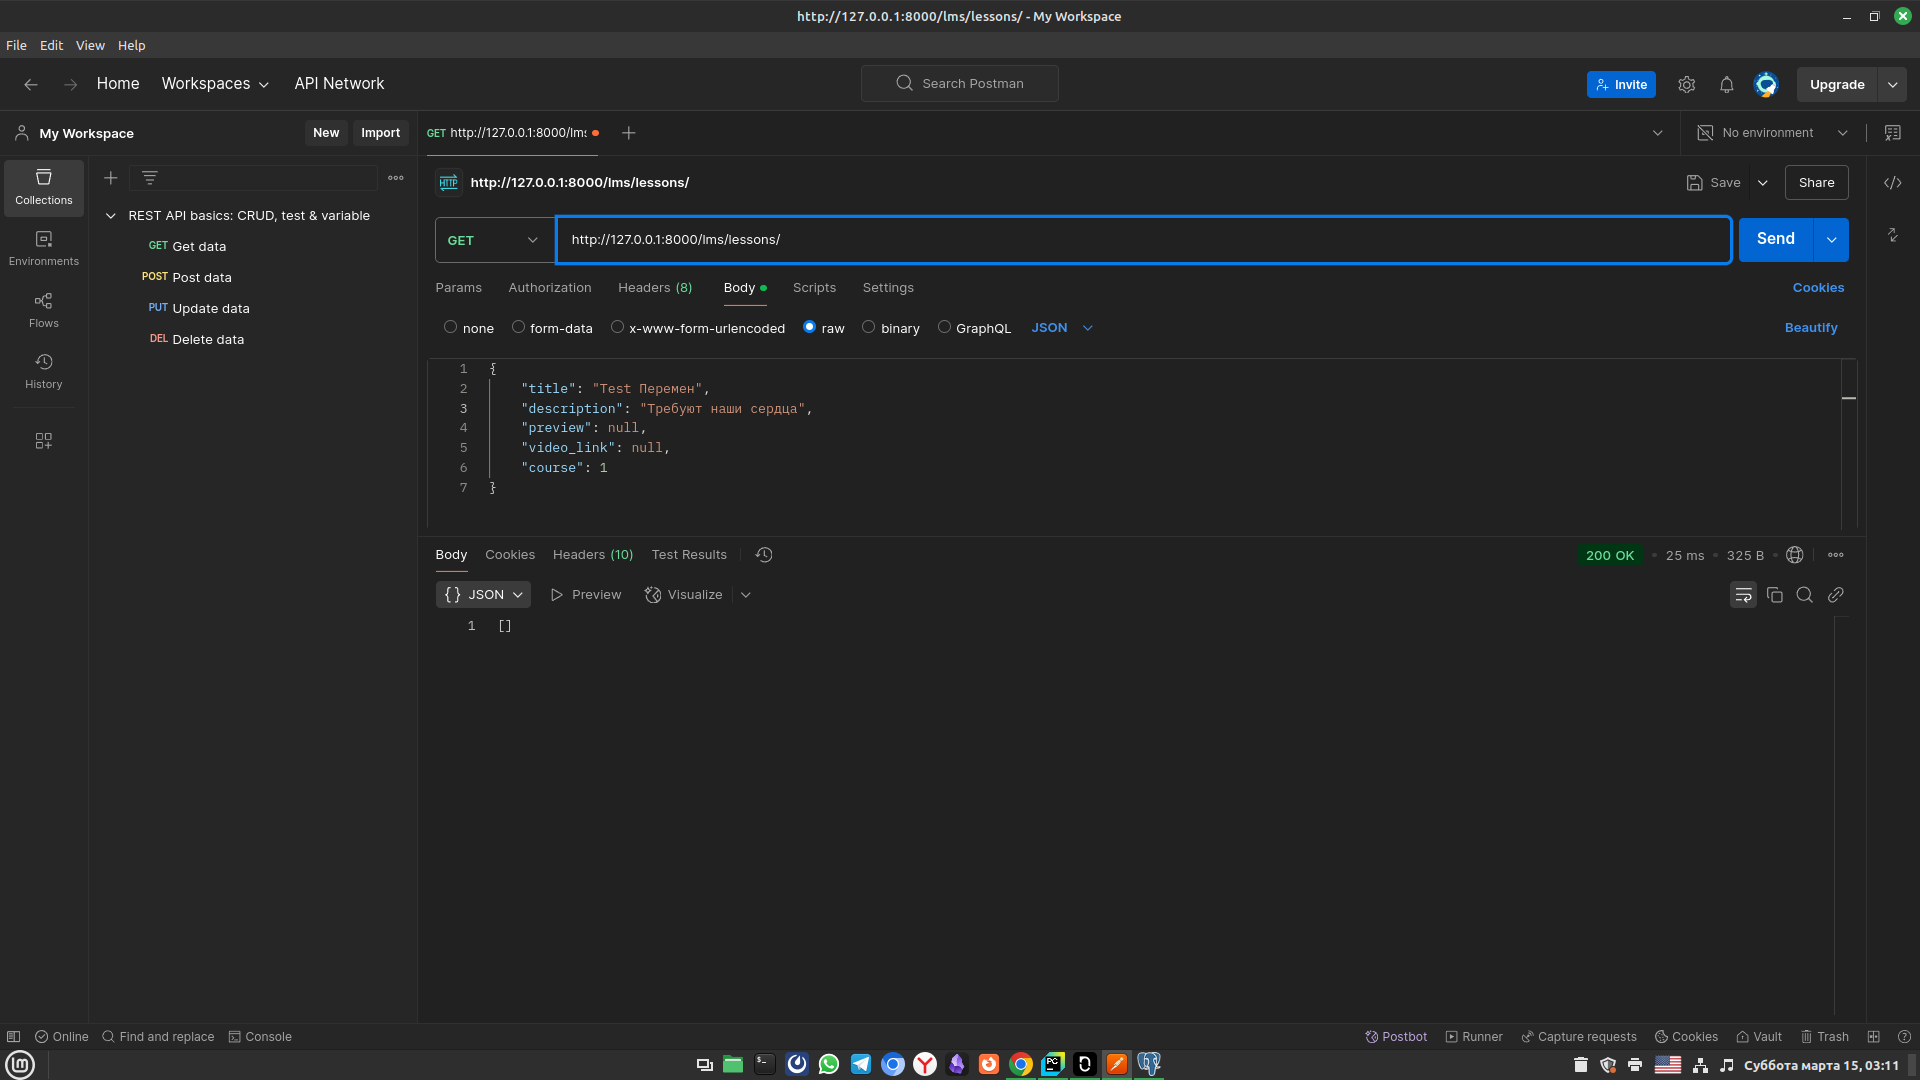 http://127.0.0.1:8000/lms/lessons/ - My Workspace
File Edit View Help
Home Workspaces API Network Search Postman Invite Upgrade
My Workspace New Import GET http://127.0.0.1:8000/lms No environment
Collections
Environments
Flows
History
REST API basics: CRUD, test & variable
GET Get data
POST Post data
PUT Update data
DEL Delete data
HTTP http://127.0.0.1:8000/lms/lessons/ Save Share
GET http://127.0.0.1:8000/lms/lessons/ Send
Params Authorization Headers (8) Body Scripts Settings Cookies
none form-data x-www-form-urlencoded raw binary GraphQL JSON Beautify
1 {
2 "title": "Test Перемен",
3 "description": "Требуют наши сердца",
4 "preview": null,
5 "video_link": null,
6 "course": 1
7 }
Body Cookies Headers (10) Test Results 200 OK 25 ms 325 B
{} JSON Preview Visualize
1 []
Online Find and replace Console Postbot Runner Capture requests Cookies Vault Trash
Суббота марта 15, 03:11